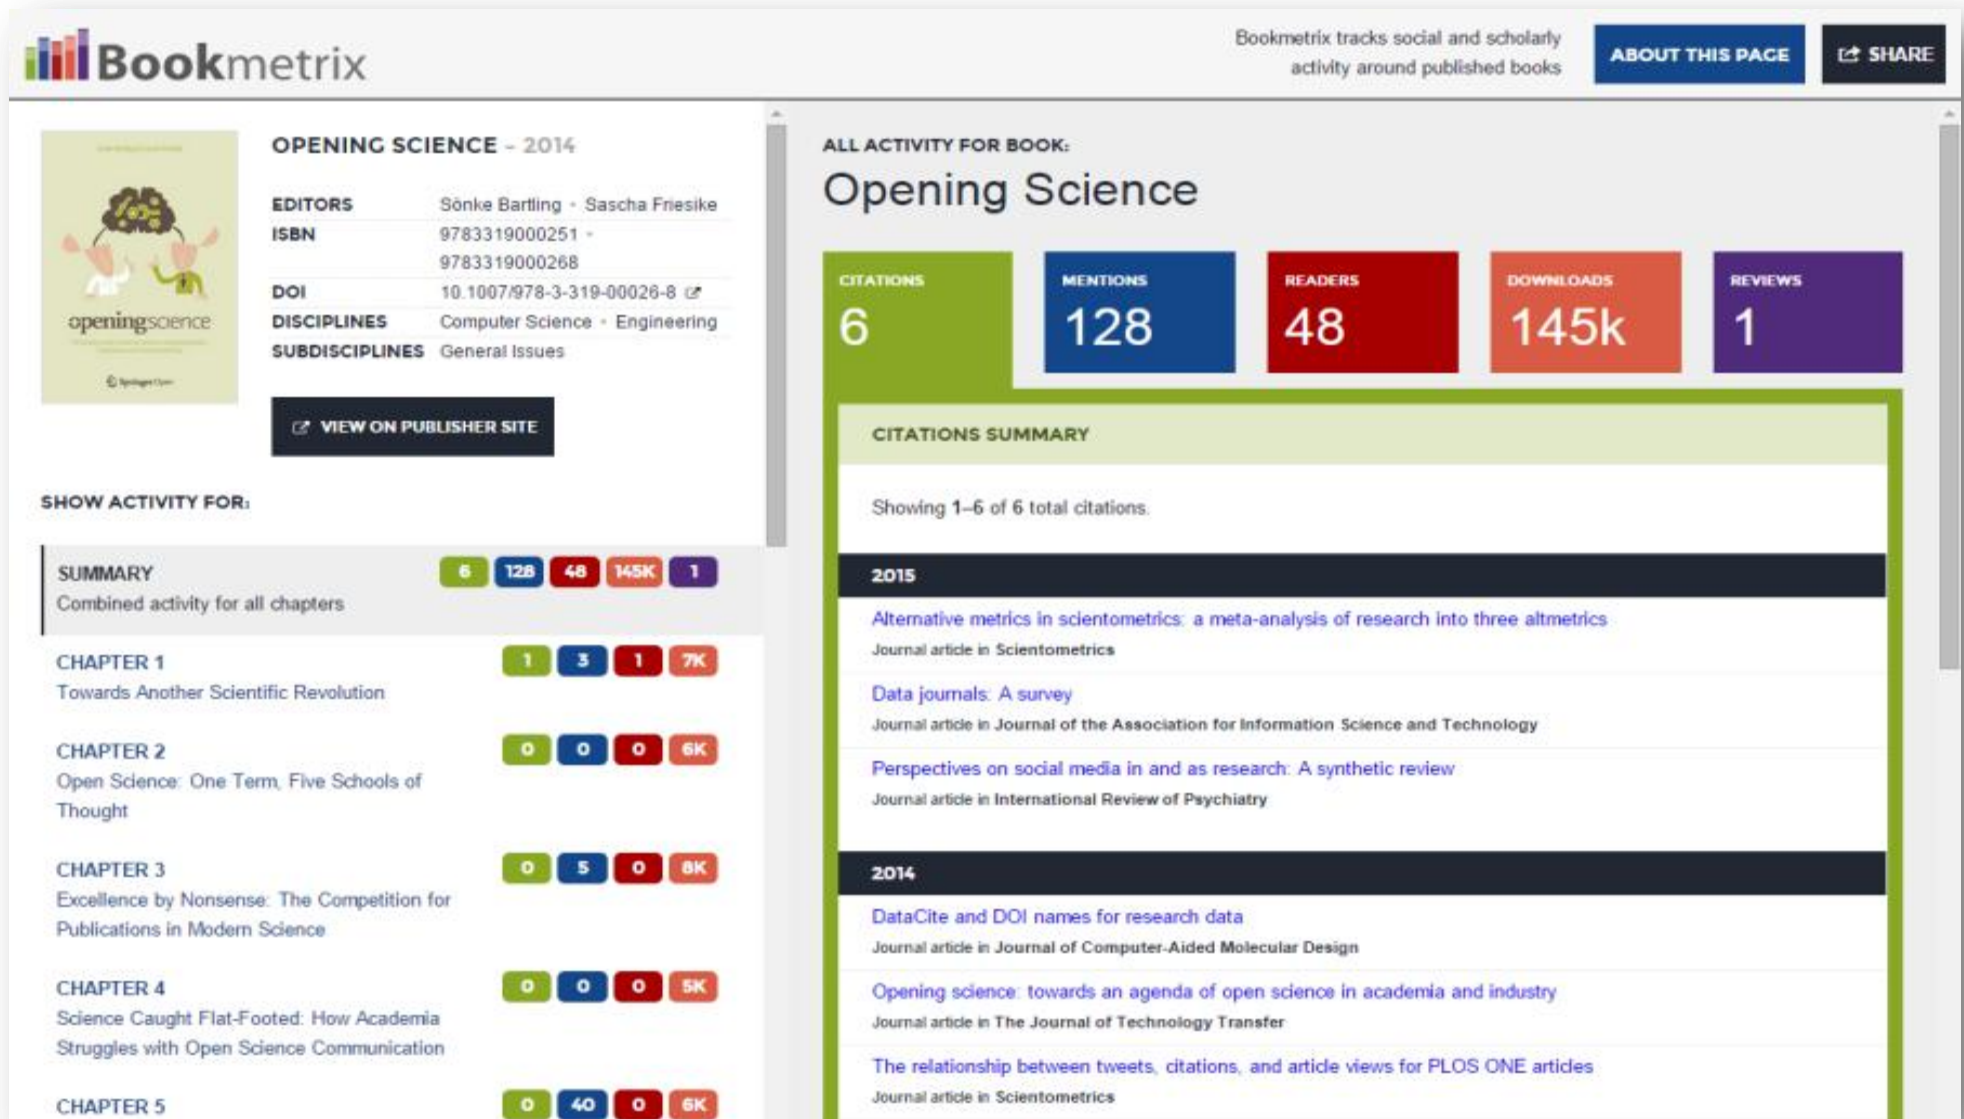 Bookmetrix
Bookmetrix tracks social and scholarly
activity around published books
ABOUT THIS PAGE
SHARE
openingscience
OPENING SCIENCE - 2014
EDITORS Sönke Bartling • Sascha Friesike
ISBN 9783319000251 •
9783319000268
DOI 10.1007/978-3-319-00026-8
DISCIPLINES Computer Science • Engineering
SUBDISCIPLINES General Issues
VIEW ON PUBLISHER SITE
SHOW ACTIVITY FOR:
SUMMARY 6 128 48 145K 1
Combined activity for all chapters
CHAPTER 1 1 3 1 7K
Towards Another Scientific Revolution
CHAPTER 2 0 0 0 6K
Open Science: One Term, Five Schools of
Thought
CHAPTER 3 0 5 0 8K
Excellence by Nonsense: The Competition for
Publications in Modern Science
CHAPTER 4 0 0 0 5K
Science Caught Flat-Footed: How Academia
Struggles with Open Science Communication
CHAPTER 5 0 40 0 6K
ALL ACTIVITY FOR BOOK:
Opening Science
CITATIONS
6
MENTIONS
128
READERS
48
DOWNLOADS
145k
REVIEWS
1
CITATIONS SUMMARY
Showing 1–6 of 6 total citations.
2015
Alternative metrics in scientometrics: a meta-analysis of research into three altmetrics
Journal article in Scientometrics
Data journals: A survey
Journal article in Journal of the Association for Information Science and Technology
Perspectives on social media in and as research: A synthetic review
Journal article in International Review of Psychiatry
2014
DataCite and DOI names for research data
Journal article in Journal of Computer-Aided Molecular Design
Opening science: towards an agenda of open science in academia and industry
Journal article in The Journal of Technology Transfer
The relationship between tweets, citations, and article views for PLOS ONE articles
Journal article in Scientometrics